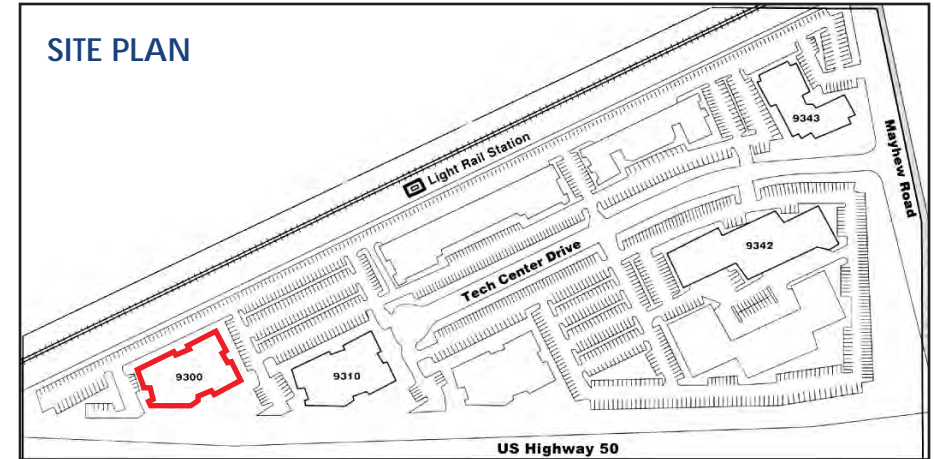 SITE PLAN
9343
Light Rail Station
Mayhew Road
9342
Tech Center Drive
9300
9310
US Highway 50